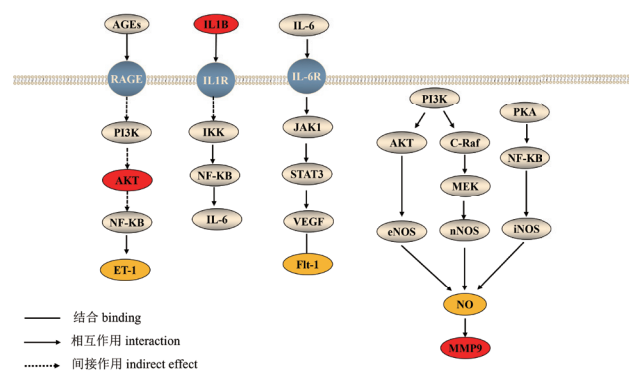 AGEs
IL1B
IL-6
RAGE
IL1R
IL-6R
PI3K
PKA
PI3K
IKK
JAK1
AKT
C-Raf
NF-KB
AKT
NF-KB
STAT3
MEK
NF-KB
IL-6
VEGF
eNOS
nNOS
iNOS
ET-1
Flt-1
NO
MMP9
结合 binding
相互作用 interaction
间接作用 indirect effect